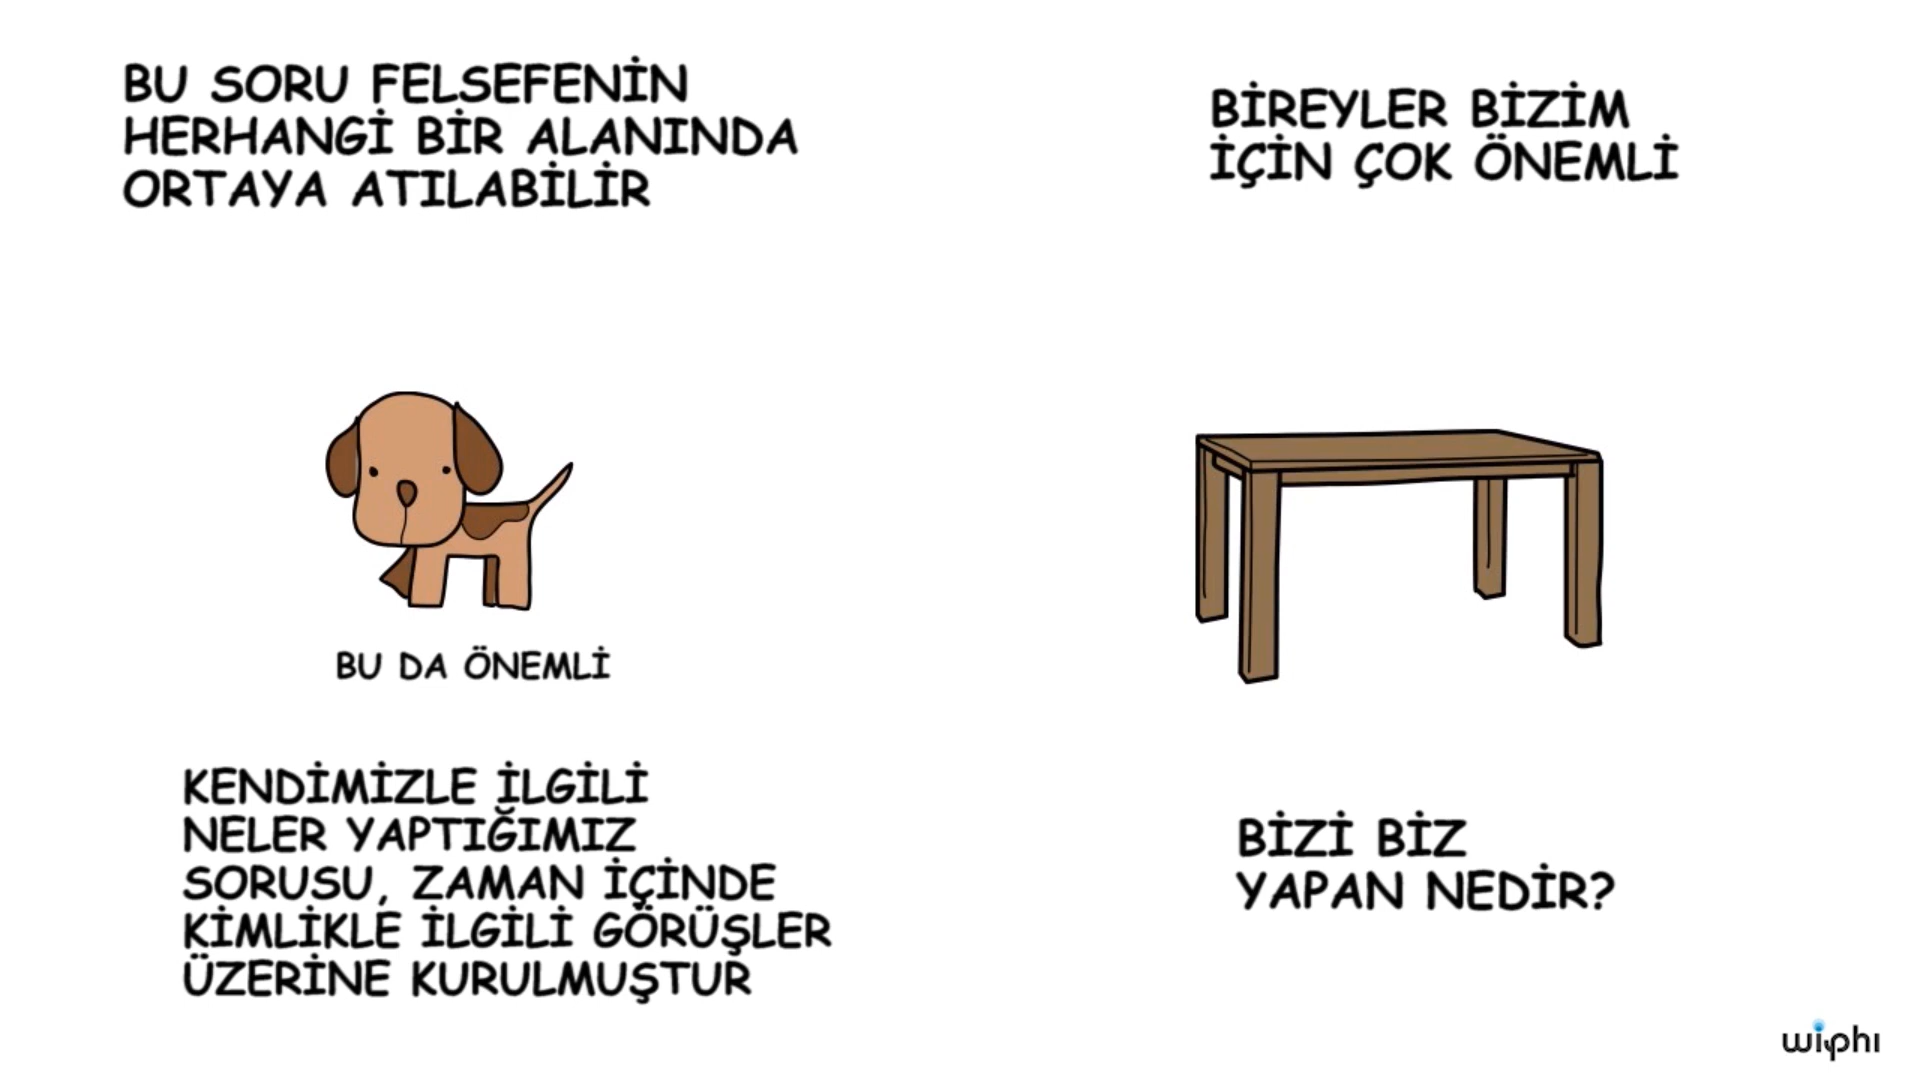 BU SORU FELSEFENİN
HERHANGİ BİR ALANINDA
ORTAYA ATILABİLİR
BİREYLER BİZİM
İÇİN ÇOK ÖNEMLİ
BU DA ÖNEMLİ
KENDİMİZLE İLGİLİ
NELER YAPTIĞIMIZ
SORUSU, ZAMAN İÇİNDE
KİMLİKLE İLGİLİ GÖRÜŞLER
ÜZERİNE KURULMUŞTUR
BİZİ BİZ
YAPAN NEDİR?
wiphi